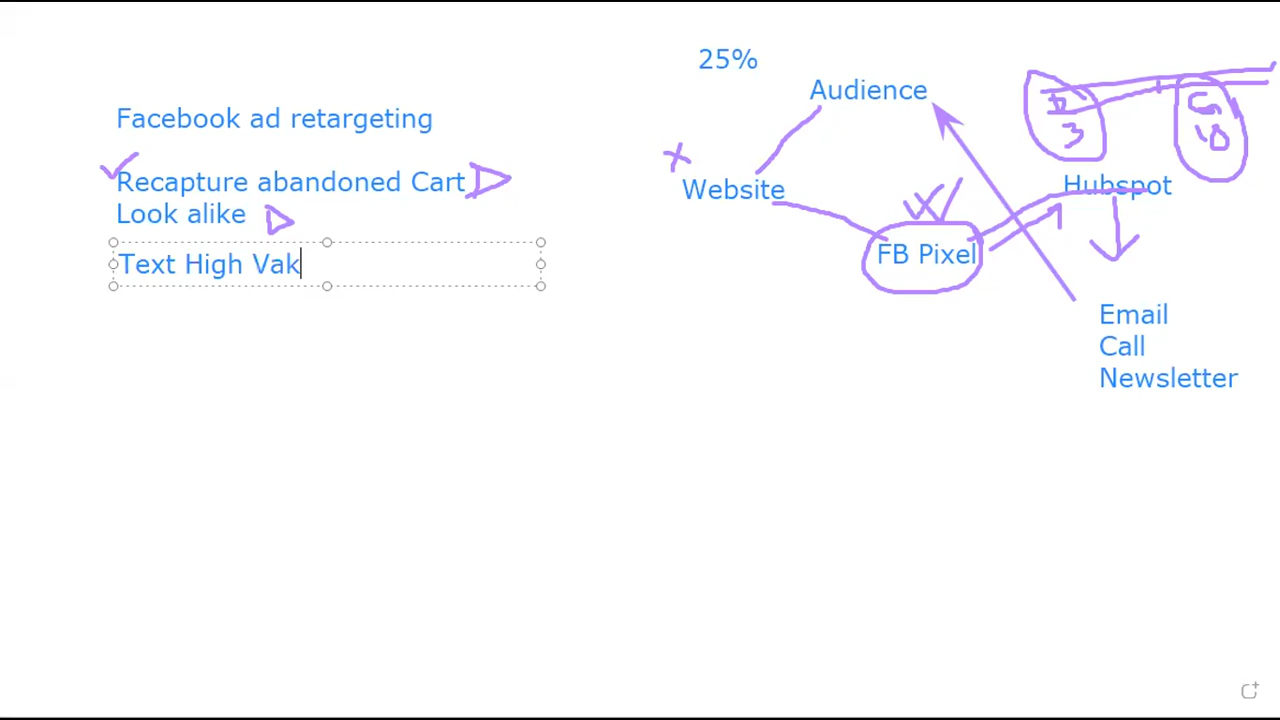 Facebook ad retargeting
Recapture abandoned Cart
Look alike
Text High Vak
25%
Audience
3
Website
Hubspot
FB Pixel
Email
Call
Newsletter